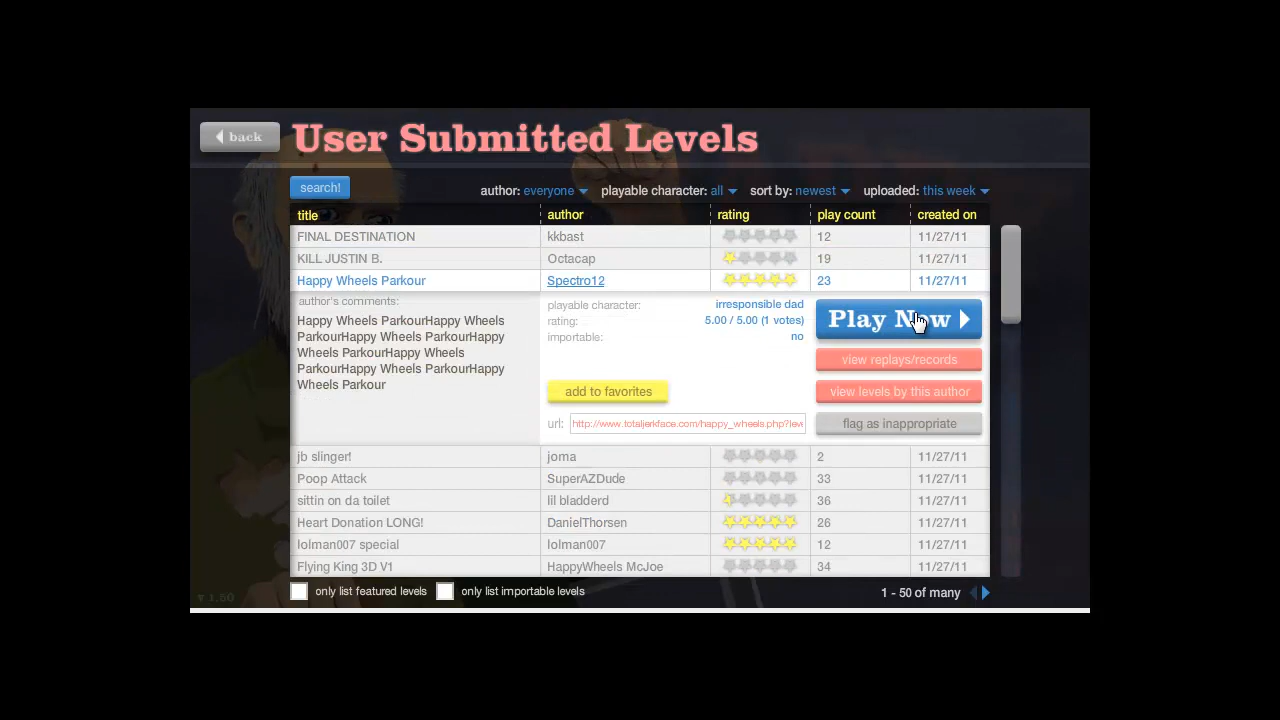 back
User Submitted Levels
search!
author: everyone playable character: all sort by: newest uploaded: this week
title author rating play count created on
FINAL DESTINATION kkbast 12 11/27/11
KILL JUSTIN B. Octacap 19 11/27/11
Happy Wheels Parkour Spectro12 23 11/27/11
author's comments:
Happy Wheels ParkourHappy Wheels
ParkourHappy Wheels ParkourHappy
Wheels ParkourHappy Wheels
ParkourHappy Wheels ParkourHappy
Wheels Parkour
playable character: irresponsible dad
rating: 5.00 / 5.00 (1 votes)
importable: no
add to favorites
url: http://www.totaljerkface.com/happy_wheels.php?lev
Play Now
view replays/records
view levels by this author
flag as inappropriate
jb slinger! joma 2 11/27/11
Poop Attack SuperAZDude 33 11/27/11
sittin on da toilet lil bladderd 36 11/27/11
Heart Donation LONG! DanielThorsen 26 11/27/11
lolman007 special lolman007 12 11/27/11
Flying King 3D V1 HappyWheels McJoe 34 11/27/11
v 1.60
only list featured levels only list importable levels
1 - 50 of many